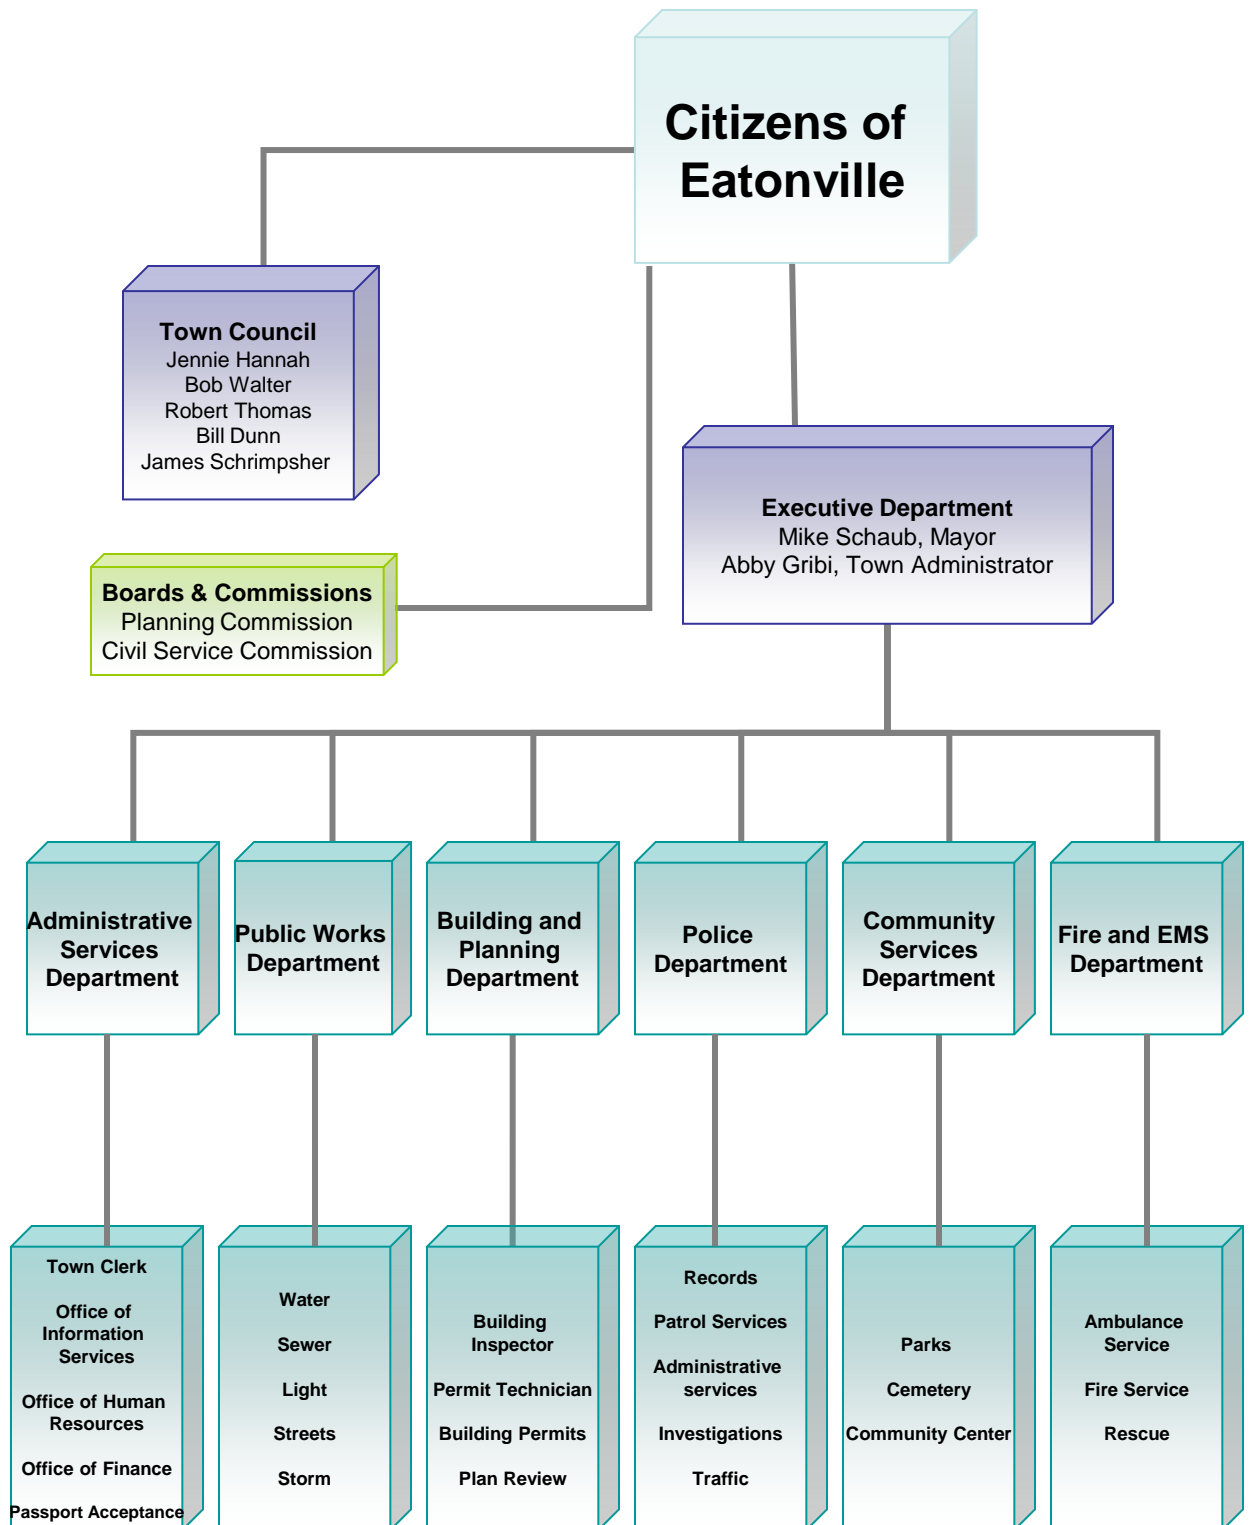 Citizens of
Eatonville
Town Council
Jennie Hannah
Bob Walter
Robert Thomas
Bill Dunn
James Schrimpsher
Executive Department
Mike Schaub, Mayor
Abby Gribi, Town Administrator
Boards & Commissions
Planning Commission
Civil Service Commission
Administrative
Services
Department
Public Works
Department
Building and
Planning
Department
Police
Department
Community
Services
Department
Fire and EMS
Department
Town Clerk
Office of
Information
Services
Office of Human
Resources
Office of Finance
Passport Acceptance
Water
Sewer
Light
Streets
Storm
Building
Inspector
Permit Technician
Building Permits
Plan Review
Records
Patrol Services
Administrative
services
Investigations
Traffic
Parks
Cemetery
Community Center
Ambulance
Service
Fire Service
Rescue